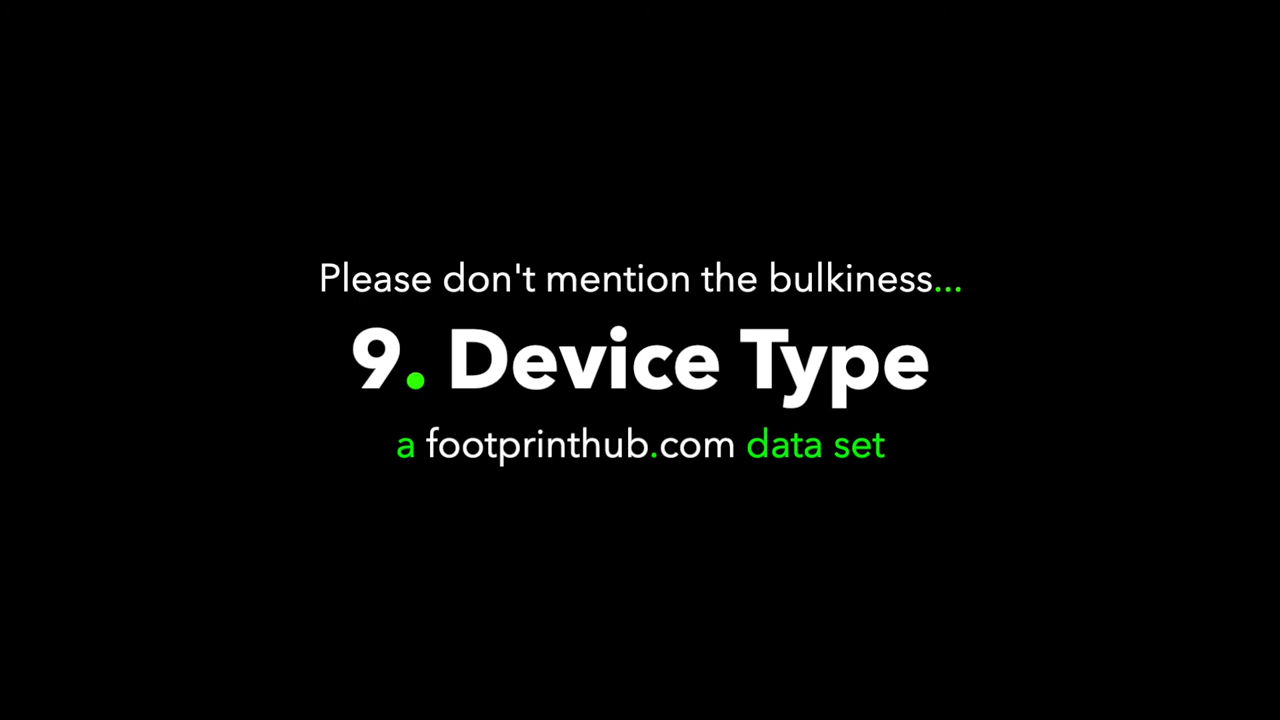 Please don't mention the bulkiness...
9. Device Type
a footprinthub.com data set